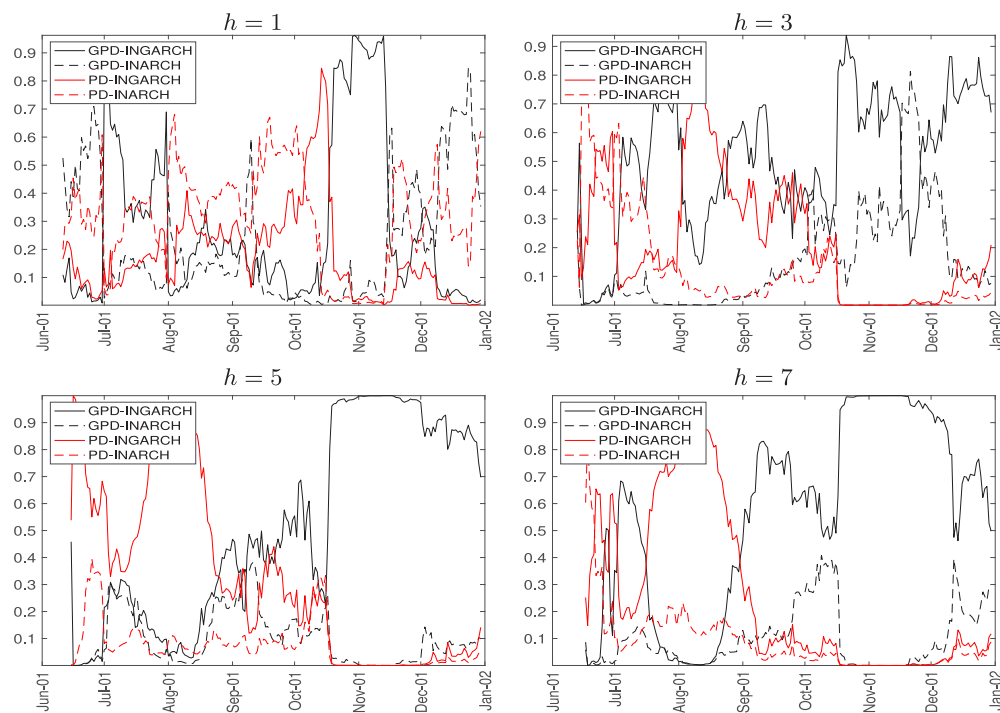 h = 1
GPD-INGARCH
GPD-INARCH
PD-INGARCH
PD-INARCH
0.9
0.8
0.7
0.6
0.5
0.4
0.3
0.2
0.1
Jun-01
Jul-01
Aug-01
Sep-01
Oct-01
Nov-01
Dec-01
Jan-02
h = 3
GPD-INGARCH
GPD-INARCH
PD-INGARCH
PD-INARCH
0.9
0.8
0.7
0.6
0.5
0.4
0.3
0.2
0.1
Jun-01
Jul-01
Aug-01
Sep-01
Oct-01
Nov-01
Dec-01
Jan-02
h = 5
GPD-INGARCH
GPD-INARCH
PD-INGARCH
PD-INARCH
0.9
0.8
0.7
0.6
0.5
0.4
0.3
0.2
0.1
Jun-01
Jul-01
Aug-01
Sep-01
Oct-01
Nov-01
Dec-01
Jan-02
h = 7
GPD-INGARCH
GPD-INARCH
PD-INGARCH
PD-INARCH
0.9
0.8
0.7
0.6
0.5
0.4
0.3
0.2
0.1
Jun-01
Jul-01
Aug-01
Sep-01
Oct-01
Nov-01
Dec-01
Jan-02